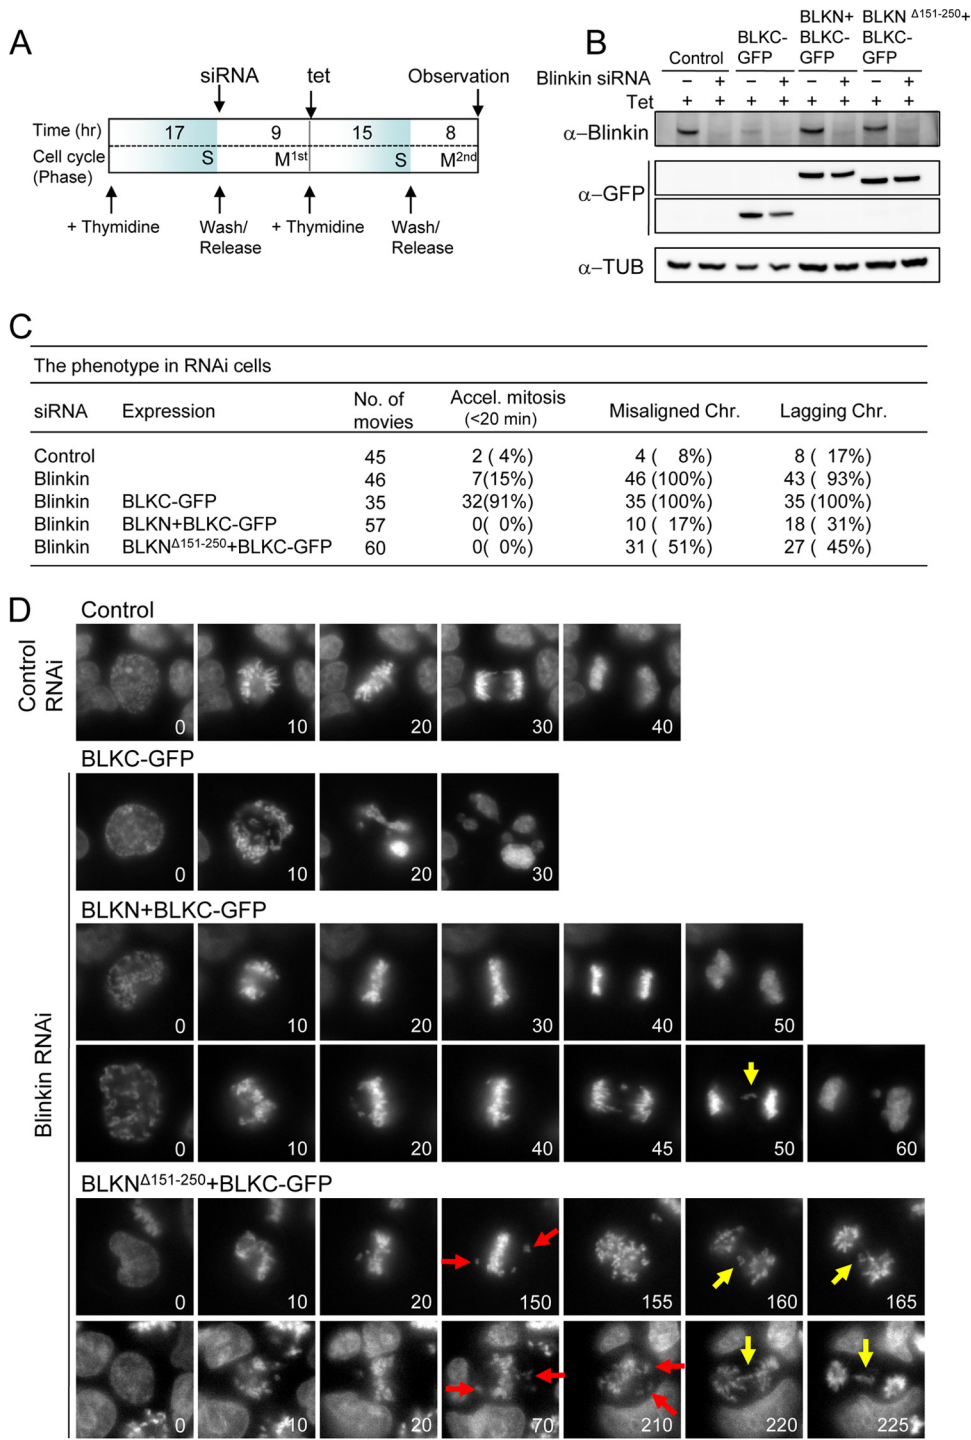 A
siRNA tet Observation
Time (hr) 17 9 15 8
Cell cycle (Phase) S M1st S M2nd
+ Thymidine Wash/ Release + Thymidine Wash/ Release
B
Control BLKC-GFP BLKN+ BLKC-GFP BLKN Δ151-250+ BLKC-GFP
Blinkin siRNA − + − + − + − +
Tet + + + + + + + +
α−Blinkin
α−GFP
α−TUB
C
The phenotype in RNAi cells
siRNA Expression No. of movies Accel. mitosis (<20 min) Misaligned Chr. Lagging Chr.
Control 45 2 ( 4%) 4 ( 8%) 8 ( 17%)
Blinkin 46 7(15%) 46 (100%) 43 ( 93%)
Blinkin BLKC-GFP 35 32(91%) 35 (100%) 35 (100%)
Blinkin BLKN+BLKC-GFP 57 0( 0%) 10 ( 17%) 18 ( 31%)
Blinkin BLKNΔ151-250+BLKC-GFP 60 0( 0%) 31 ( 51%) 27 ( 45%)
D
Control
Control RNAi
0 10 20 30 40
BLKC-GFP
Blinkin RNAi
0 10 20 30
BLKN+BLKC-GFP
0 10 20 30 40 50
0 10 20 40 45 50 60
BLKNΔ151-250+BLKC-GFP
0 10 20 150 155 160 165
0 10 20 70 210 220 225